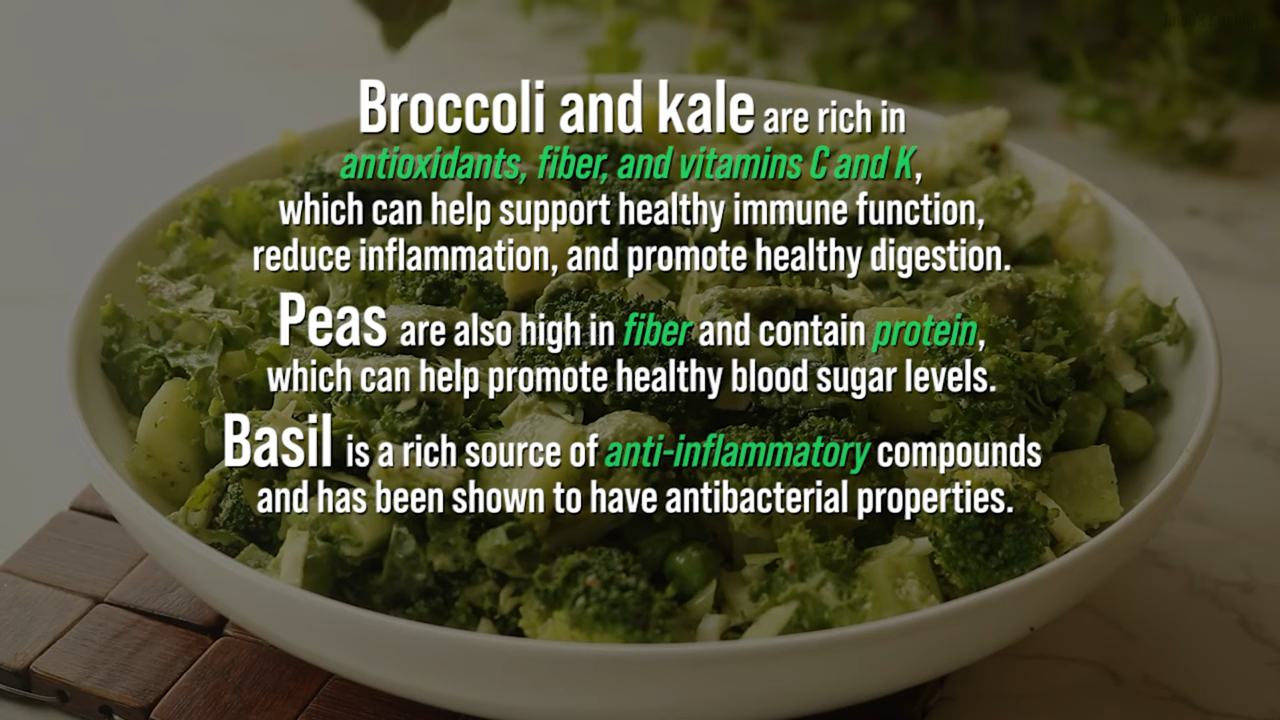 Broccoli and kale are rich in
antioxidants, fiber, and vitamins C and K,
which can help support healthy immune function,
reduce inflammation, and promote healthy digestion.
Peas are also high in fiber and contain protein,
which can help promote healthy blood sugar levels.
Basil is a rich source of anti-inflammatory compounds
and has been shown to have antibacterial properties.